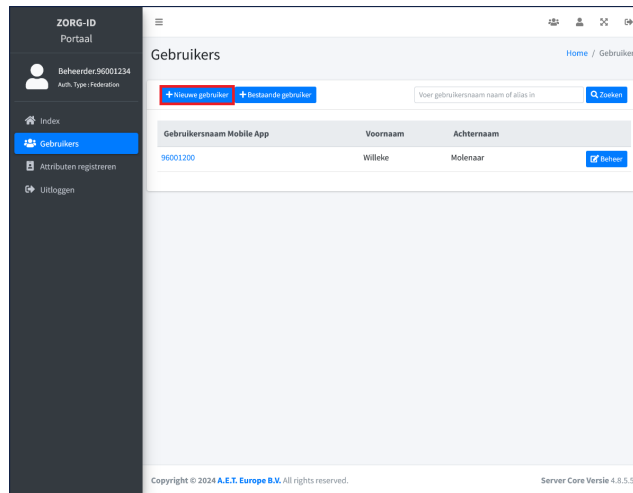 ZORG-ID
Portaal
Beheerder.96001234
Auth. Type : Federation
Index
Gebruikers
Attributen registreren
Uitloggen
Gebruikers
Home / Gebruiker
Nieuwe gebruiker
Bestaande gebruiker
Voer gebruikersnaam naam of alias in
Zoeken
Gebruikersnaam Mobile App Voornaam Achternaam
96001200 Willeke Molenaar Beheer
Copyright © 2024 A.E.T. Europe B.V. All rights reserved.
Server Core Versie 4.8.5.5